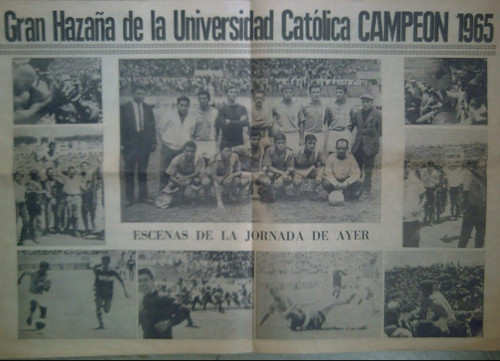 Gran Hazaña de la Universidad Católica CAMPEON 1965
ESCENAS DE LA JORNADA DE AYER